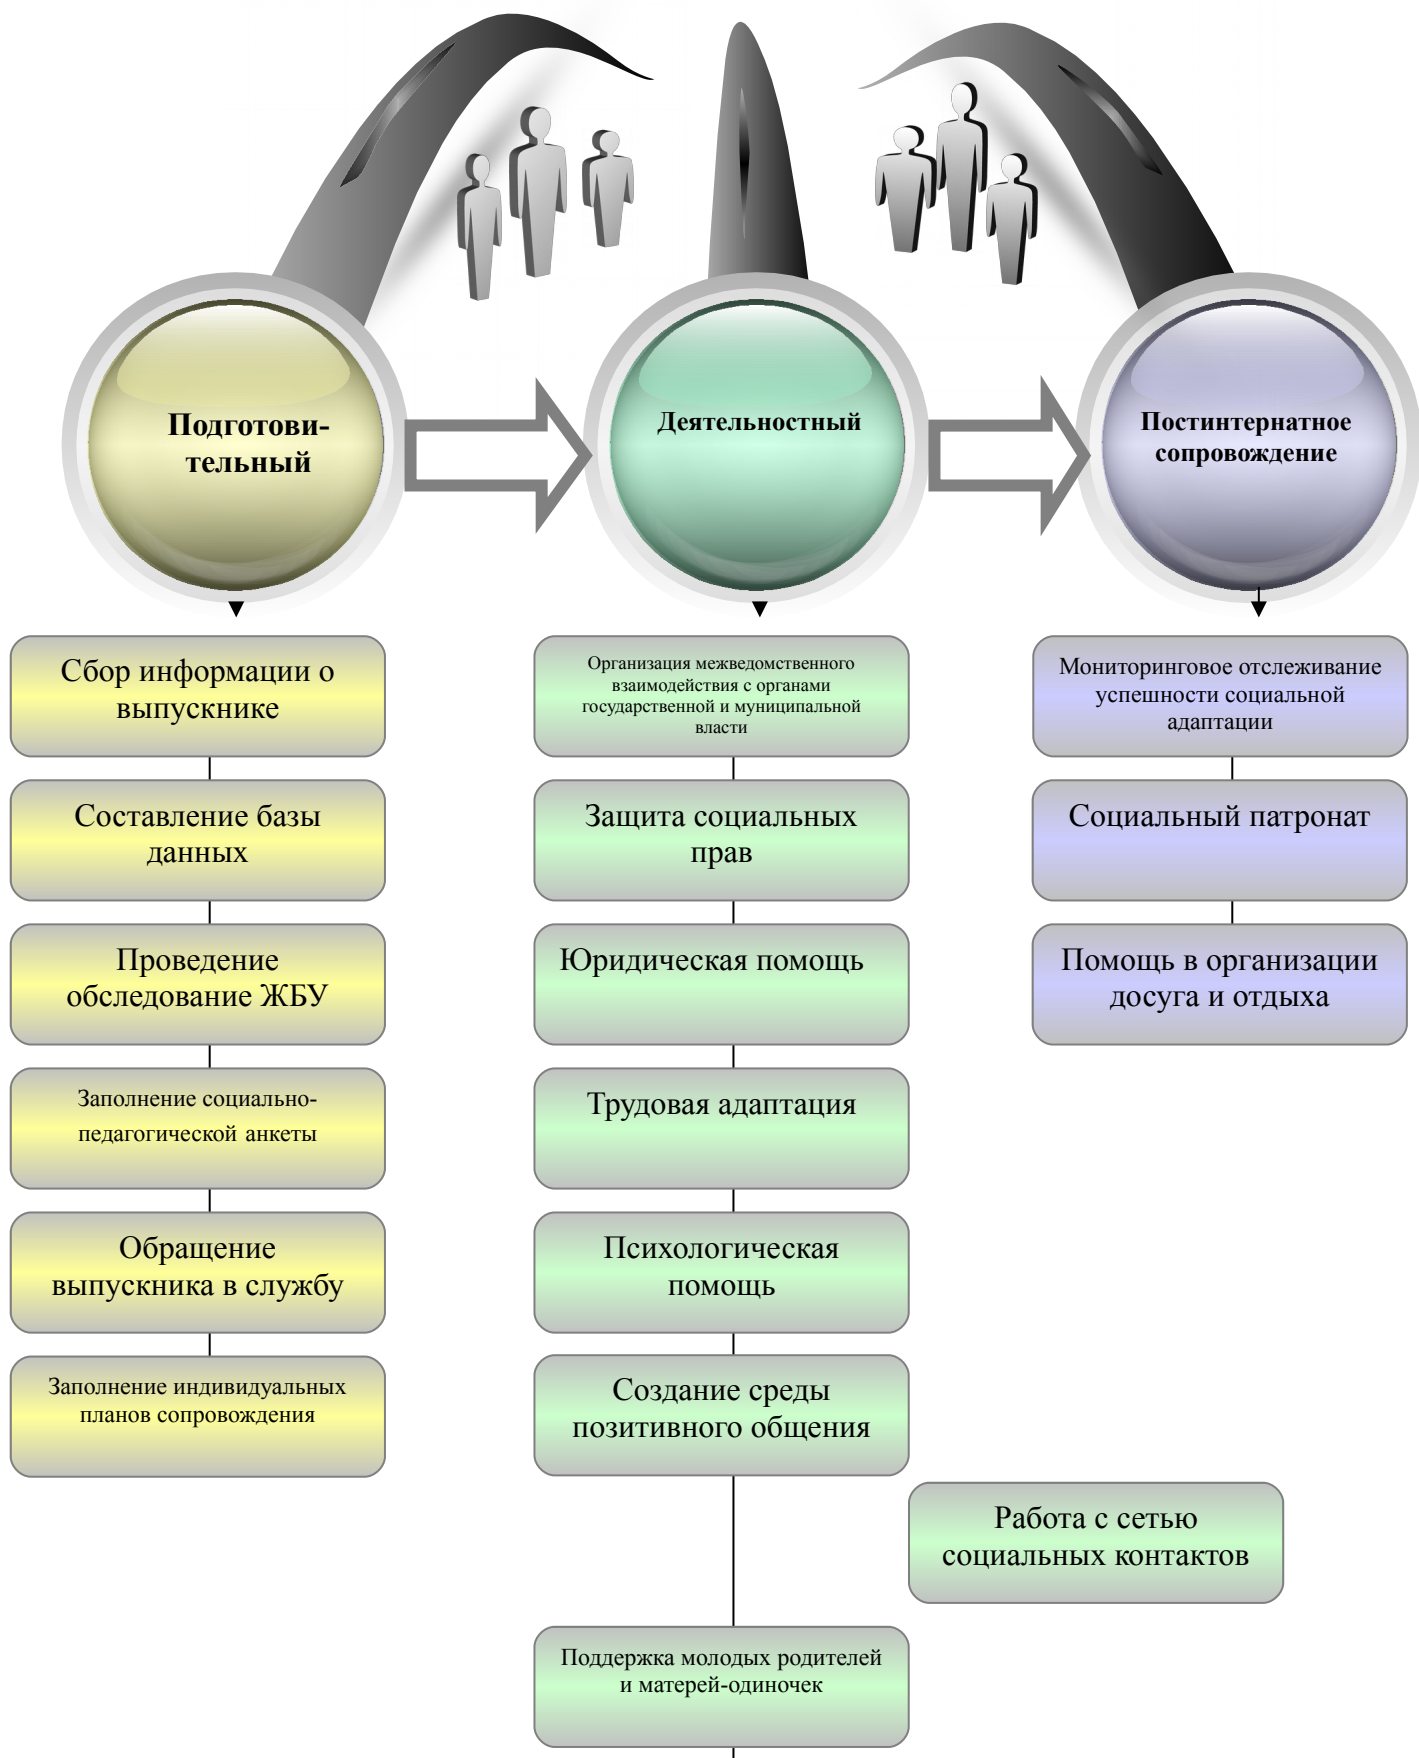 Подготови-
тельный
Деятельностный
Постинтернатное
сопровождение
Сбор информации о
выпускнике
Составление базы
данных
Проведение
обследование ЖБУ
Заполнение социально-
педагогической анкеты
Обращение
выпускника в службу
Заполнение индивидуальных
планов сопровождения
Организация межведомственного
взаимодействия с органами
государственной и муниципальной
власти
Защита социальных
прав
Юридическая помощь
Трудовая адаптация
Психологическая
помощь
Создание среды
позитивного общения
Работа с сетью
социальных контактов
Поддержка молодых родителей
и матерей-одиночек
Мониторинговое отслеживание
успешности социальной
адаптации
Социальный патронат
Помощь в организации
досуга и отдыха